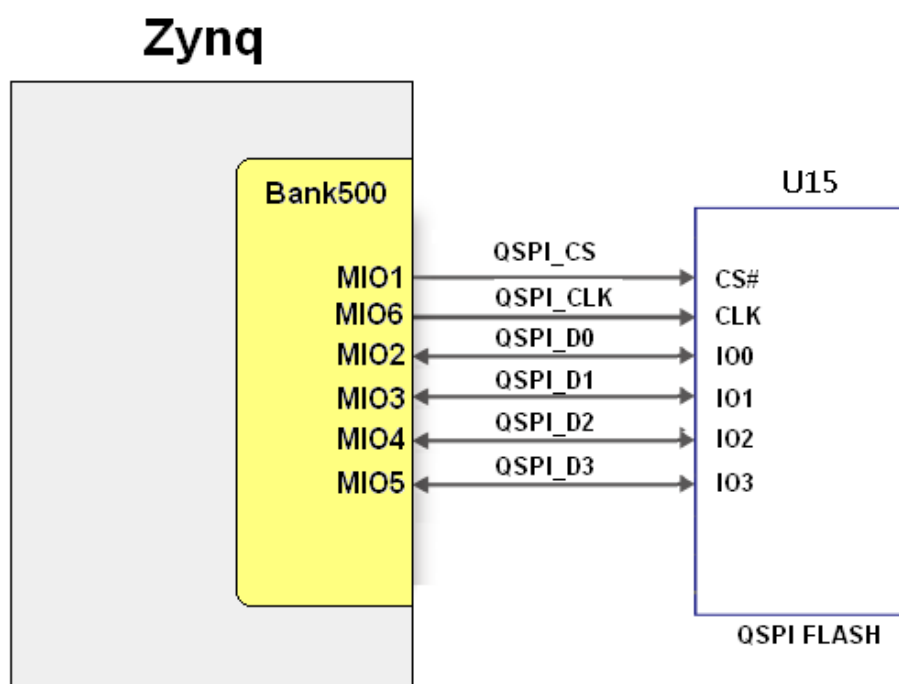 Zynq
Bank500
U15
MIO1 QSPI_CS CS#
MIO6 QSPI_CLK CLK
MIO2 QSPI_D0 IO0
MIO3 QSPI_D1 IO1
MIO4 QSPI_D2 IO2
MIO5 QSPI_D3 IO3
QSPI FLASH